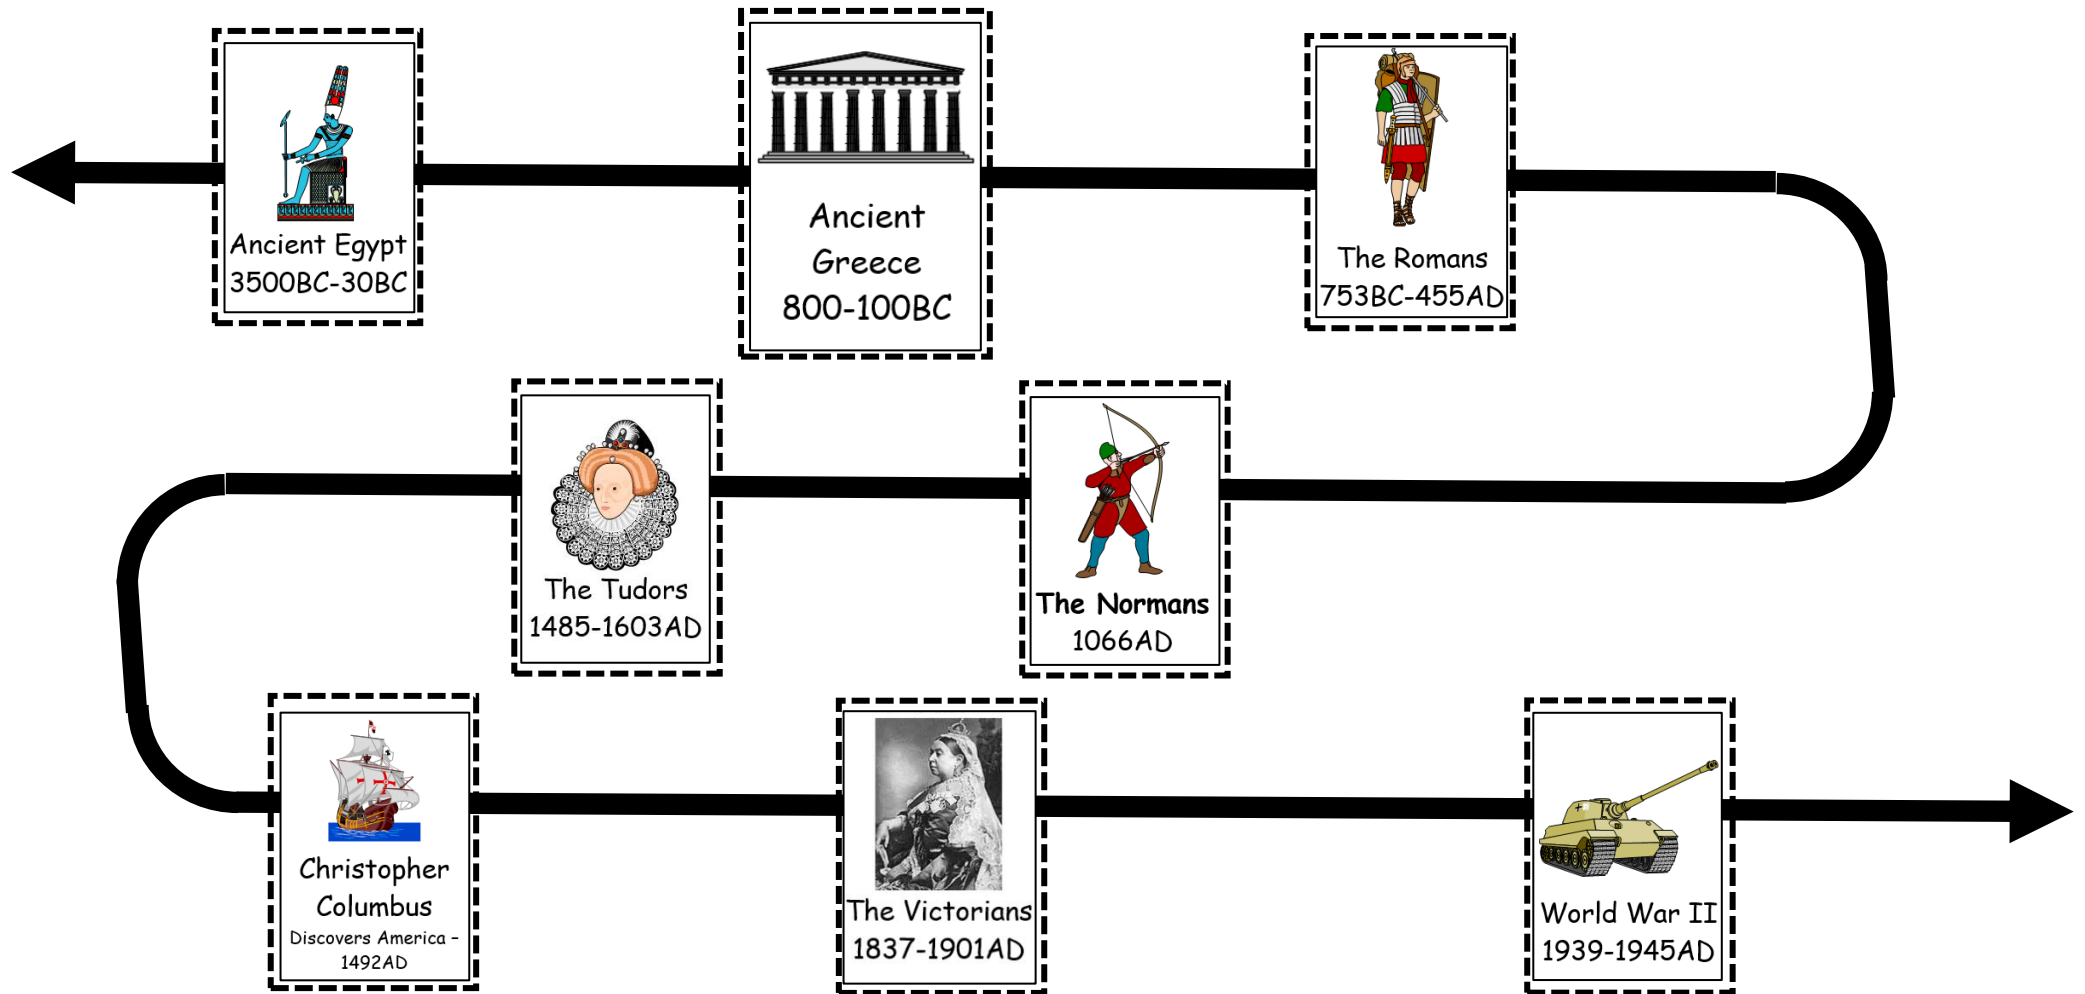 Ancient Egypt
3500BC-30BC
Ancient
Greece
800-100BC
The Romans
753BC-455AD
The Tudors
1485-1603AD
The Normans
1066AD
Christopher
Columbus
Discovers America –
1492AD
The Victorians
1837-1901AD
World War II
1939-1945AD